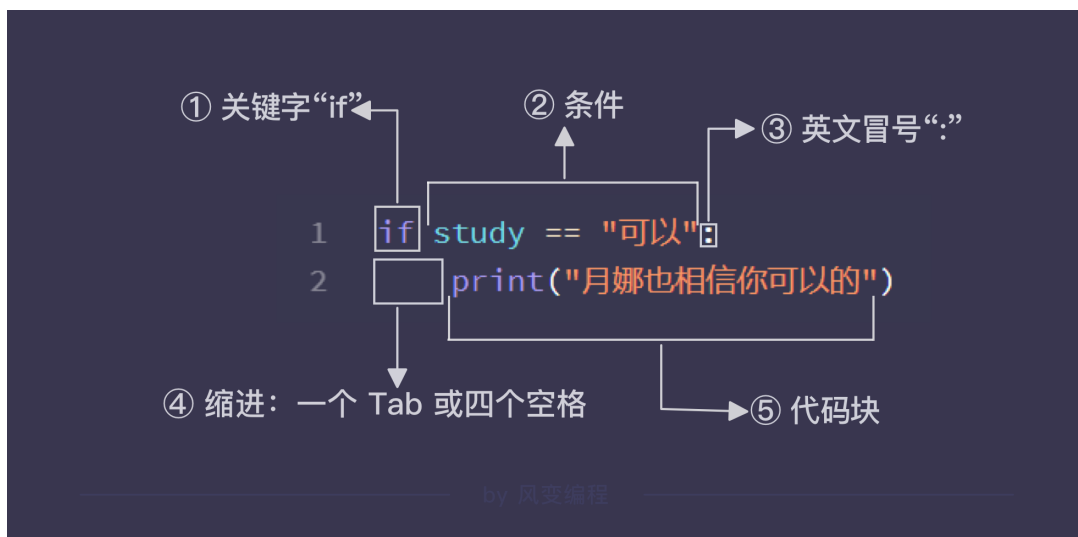 ① 关键字“if”
② 条件
③ 英文冒号“:”
1 if study == "可以":
2 print("月娜也相信你可以的")
④ 缩进：一个 Tab 或四个空格
⑤ 代码块
by 风变编程